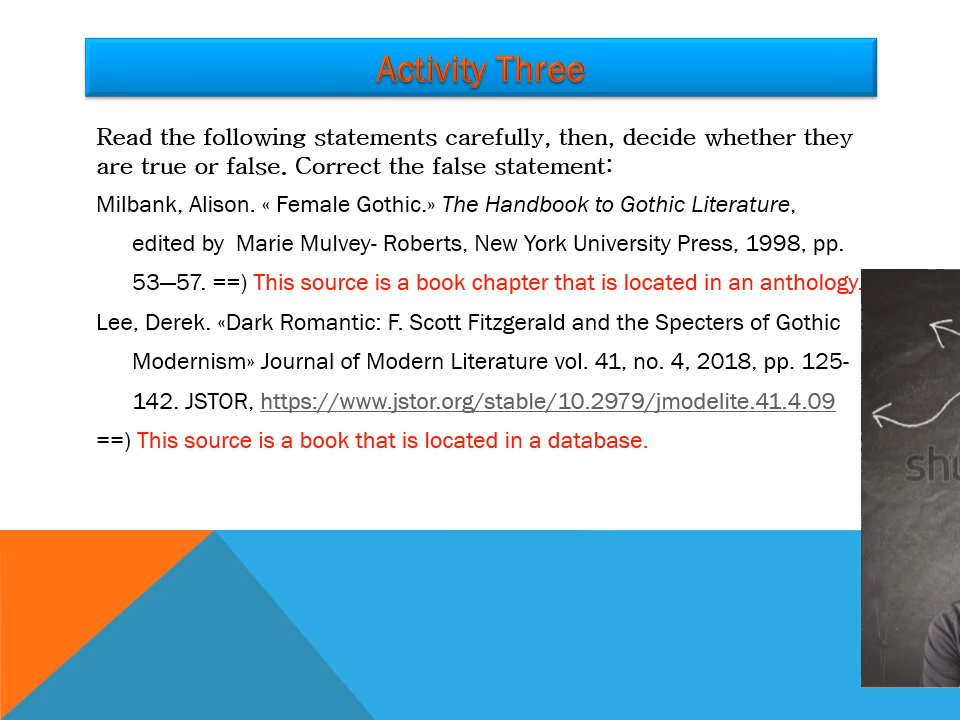 Activity Three
Read the following statements carefully, then, decide whether they
are true or false. Correct the false statement:
Milbank, Alison. « Female Gothic.» The Handbook to Gothic Literature,
edited by Marie Mulvey- Roberts, New York University Press, 1998, pp.
53—57. ==) This source is a book chapter that is located in an anthology.
Lee, Derek. «Dark Romantic: F. Scott Fitzgerald and the Specters of Gothic
Modernism» Journal of Modern Literature vol. 41, no. 4, 2018, pp. 125-
142. JSTOR, https://www.jstor.org/stable/10.2979/jmodelite.41.4.09
==) This source is a book that is located in a database.